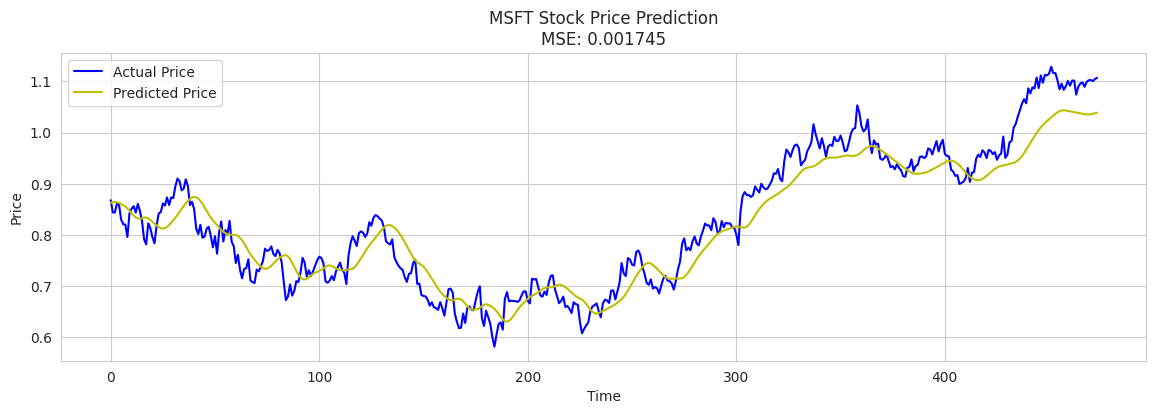 MSFT Stock Price Prediction
MSE: 0.001745
Actual Price
Predicted Price
Price
1.1
1.0
0.9
0.8
0.7
0.6
0 100 200 300 400
Time